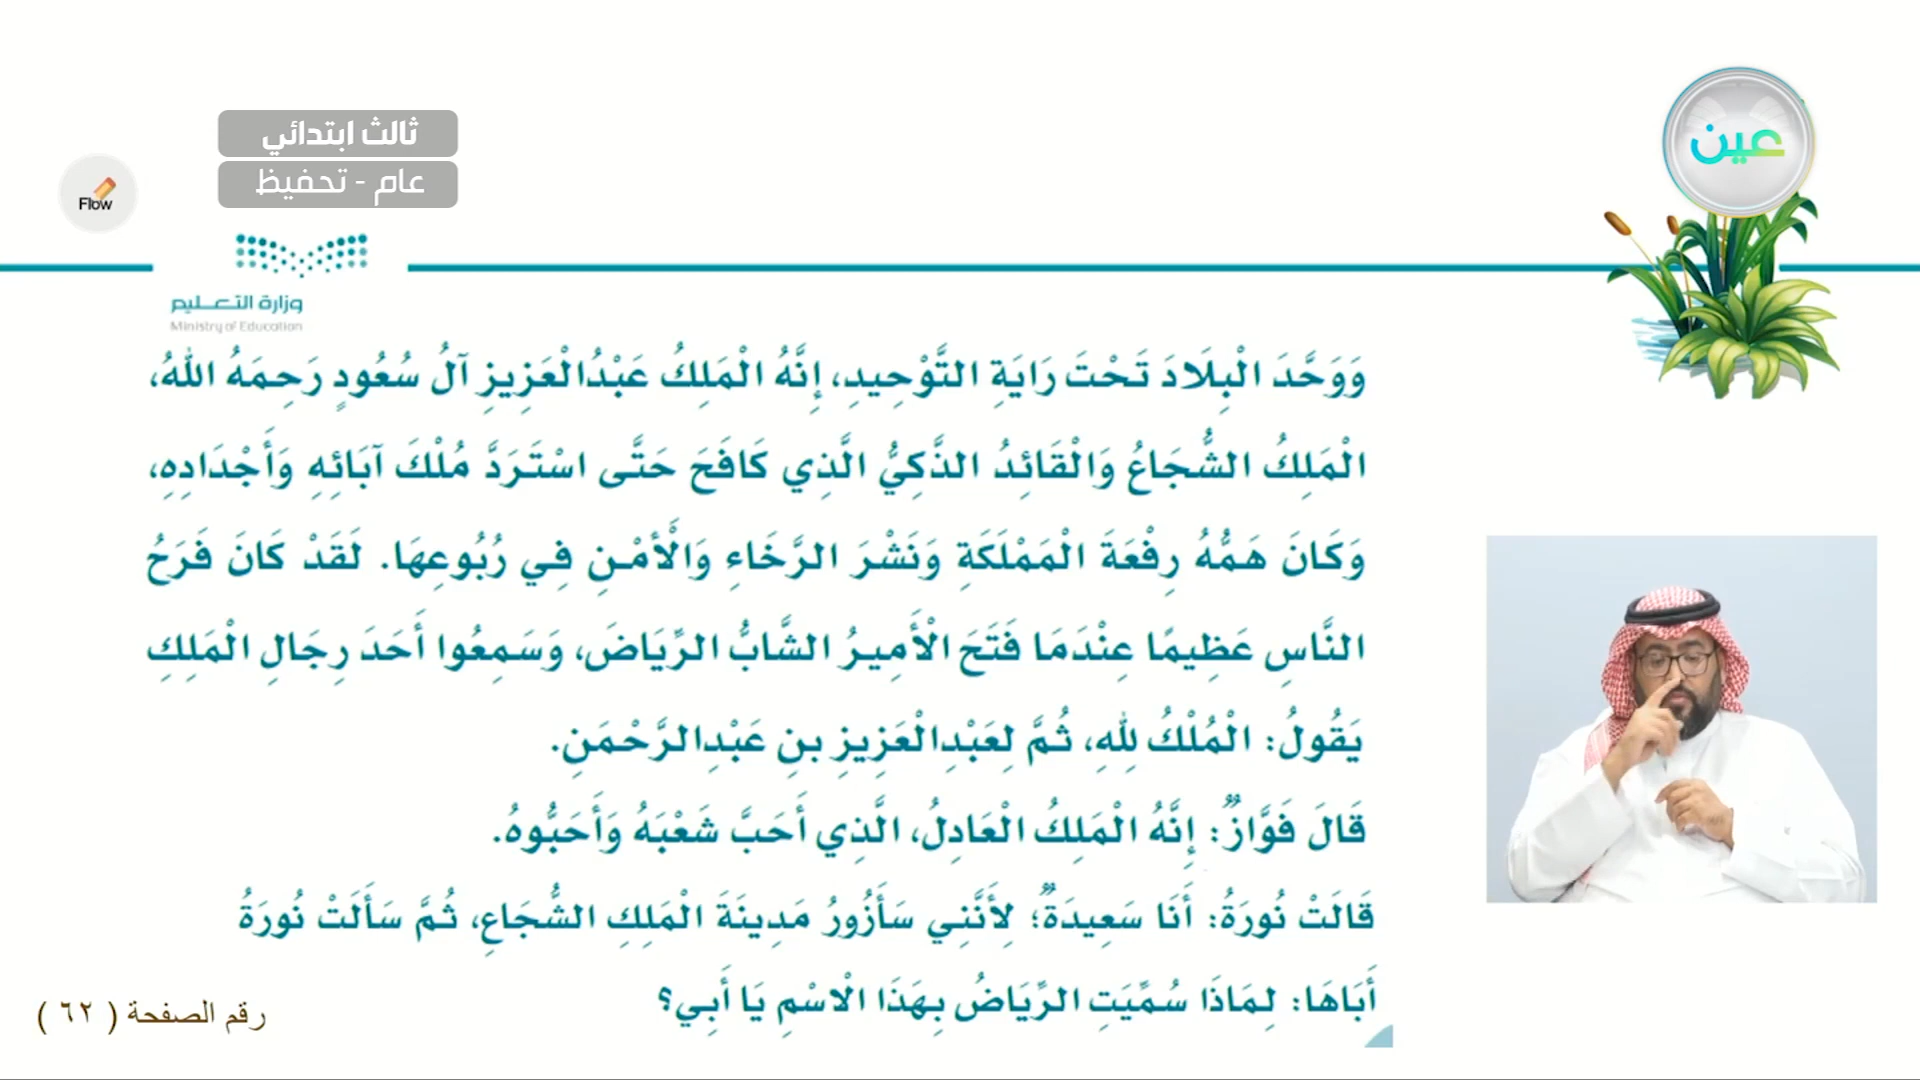 عين
ثالث ابتدائي
عام - تحفيظ
Flow
وزارة التعـــليم
Ministry of Education
وَوَحَّدَ الْبِلَادَ تَحْتَ رَايَةِ التَّوْحِيدِ، إِنَّهُ الْمَلِكُ عَبْدُالْعَزِيزِ آلُ سُعُودٍ رَحِمَهُ اللهُ،
الْمَلِكُ الشُّجَاعُ وَالْقَائِدُ الذَّكِيُّ الَّذِي كَافَحَ حَتَّى اسْتَرَدَّ مُلْكَ آبَائِهِ وَأَجْدَادِهِ،
وَكَانَ هَمُّهُ رِفْعَةَ الْمَمْلَكَةِ وَنَشْرَ الرَّخَاءِ وَالْأَمْنِ فِي رُبُوعِهَا. لَقَدْ كَانَ فَرَحُ
النَّاسِ عَظِيمًا عِنْدَمَا فَتَحَ الْأَمِيرُ الشَّابُّ الرِّيَاضَ، وَسَمِعُوا أَحَدَ رِجَالِ الْمَلِكِ
يَقُولُ: الْمُلْكُ لِلهِ، ثُمَّ لِعَبْدِالْعَزِيزِ بنِ عَبْدِالرَّحْمَنِ.
قَالَ فَوَّازٌ: إِنَّهُ الْمَلِكُ الْعَادِلُ، الَّذِي أَحَبَّ شَعْبَهُ وَأَحَبُّوهُ.
قَالَتْ نُورَةُ: أَنَا سَعِيدَةٌ؛ لِأَنَّنِي سَأَزُورُ مَدِينَةَ الْمَلِكِ الشُّجَاعِ، ثُمَّ سَأَلَتْ نُورَةُ
أَبَاهَا: لِمَاذَا سُمِّيَتِ الرِّيَاضُ بِهَذَا الْاسْمِ يَا أَبِي؟
رقم الصفحة ( ٦٢ )